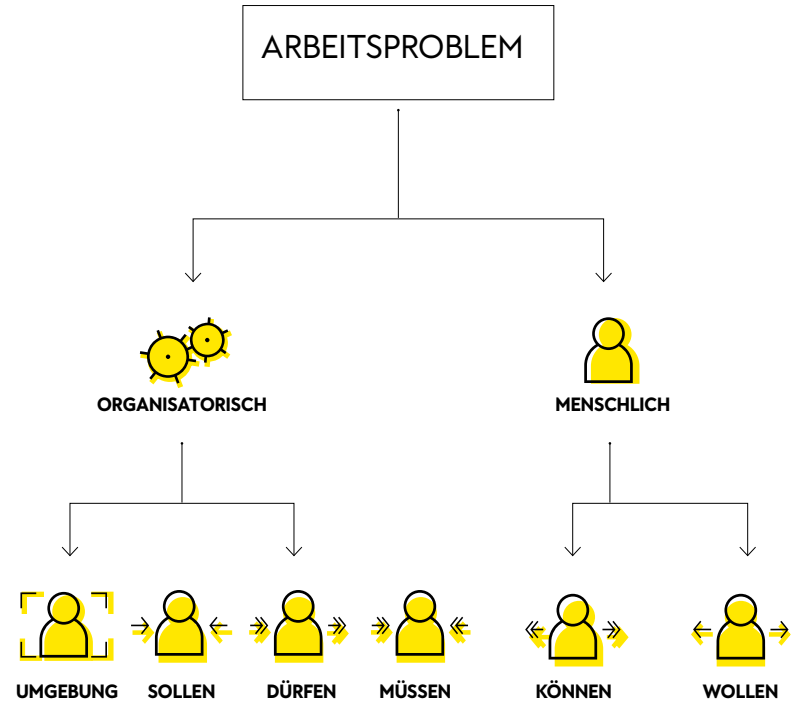 ARBEITSPROBLEM
ORGANISATORISCH
MENSCHLICH
UMGEBUNG
SOLLEN
DÜRFEN
MÜSSEN
KÖNNEN
WOLLEN